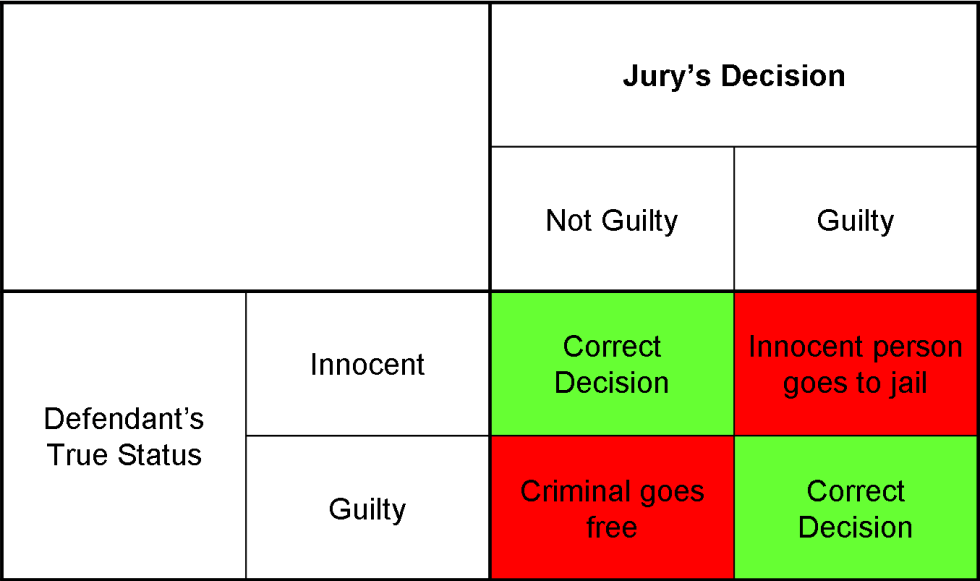 Jury’s Decision
Not Guilty
Guilty
Defendant’s
True Status
Innocent
Correct
Decision
Innocent person
goes to jail
Guilty
Criminal goes
free
Correct
Decision